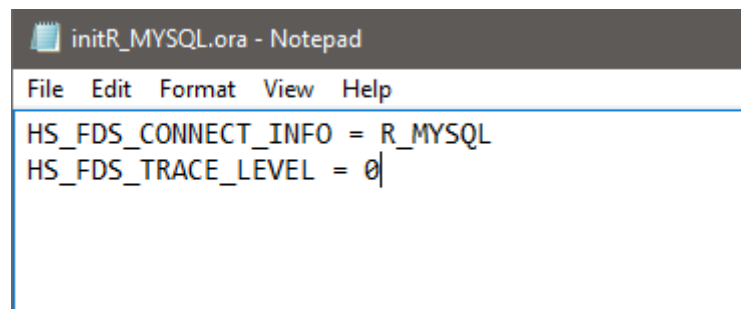 initR_MYSQL.ora - Notepad
File Edit Format View Help
HS_FDS_CONNECT_INFO = R_MYSQL
HS_FDS_TRACE_LEVEL = 0